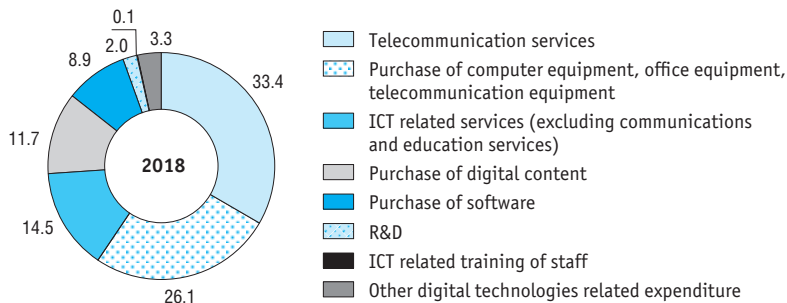 0.1
2.0
3.3
8.9
33.4
11.7
2018
14.5
26.1
Telecommunication services
Purchase of computer equipment, office equipment,
telecommunication equipment
ICT related services (excluding communications
and education services)
Purchase of digital content
Purchase of software
R&D
ICT related training of staff
Other digital technologies related expenditure